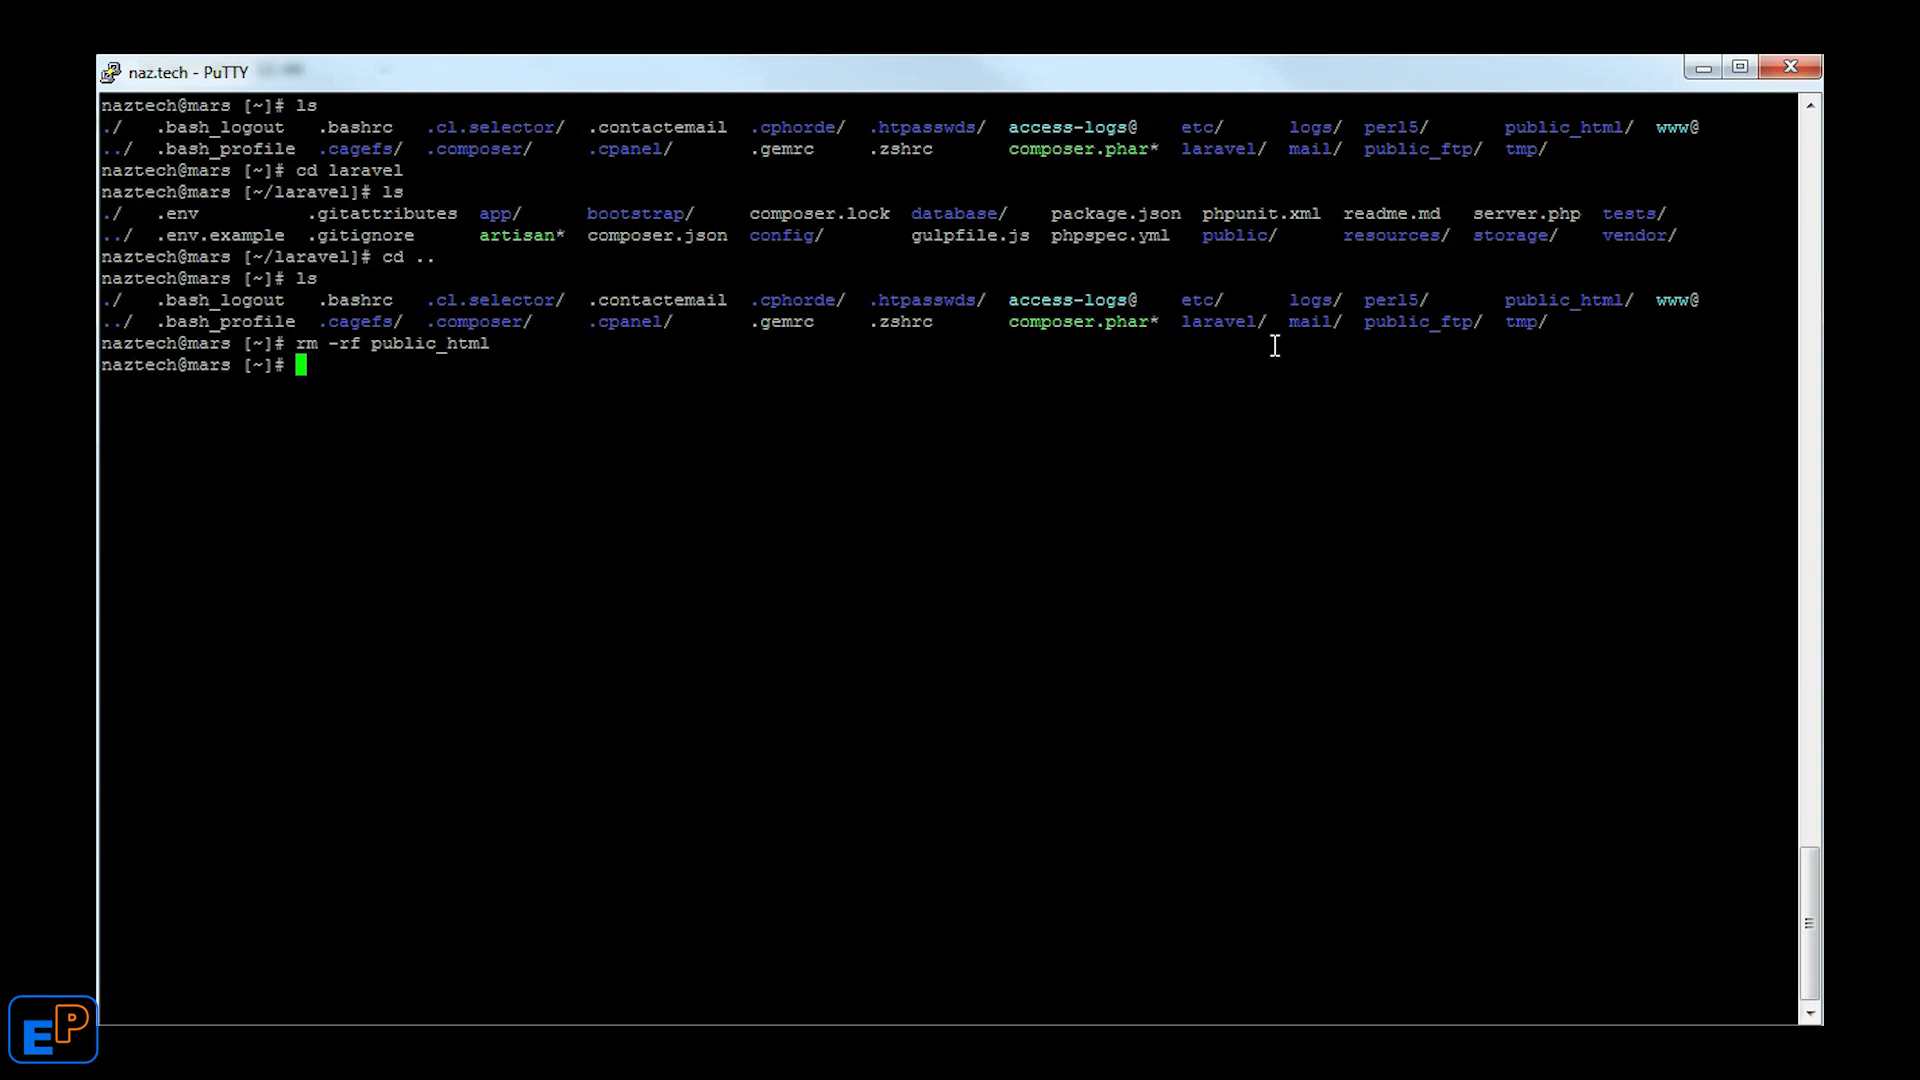 naz.tech - PuTTY
naztech@mars [~]# ls
./ .bash_logout .bashrc .cl.selector/ .contactemail .cphorde/ .htpasswds/ access-logs@ etc/ logs/ perl5/ public_html/ www@
../ .bash_profile .cagefs/ .composer/ .cpanel/ .gemrc .zshrc composer.phar* laravel/ mail/ public_ftp/ tmp/
naztech@mars [~]# cd laravel
naztech@mars [~/laravel]# ls
./ .env .gitattributes app/ bootstrap/ composer.lock database/ package.json phpunit.xml readme.md server.php tests/
../ .env.example .gitignore artisan* composer.json config/ gulpfile.js phpspec.yml public/ resources/ storage/ vendor/
naztech@mars [~/laravel]# cd ..
naztech@mars [~]# ls
./ .bash_logout .bashrc .cl.selector/ .contactemail .cphorde/ .htpasswds/ access-logs@ etc/ logs/ perl5/ public_html/ www@
../ .bash_profile .cagefs/ .composer/ .cpanel/ .gemrc .zshrc composer.phar* laravel/ mail/ public_ftp/ tmp/
naztech@mars [~]# rm -rf public_html
naztech@mars [~]#
EP